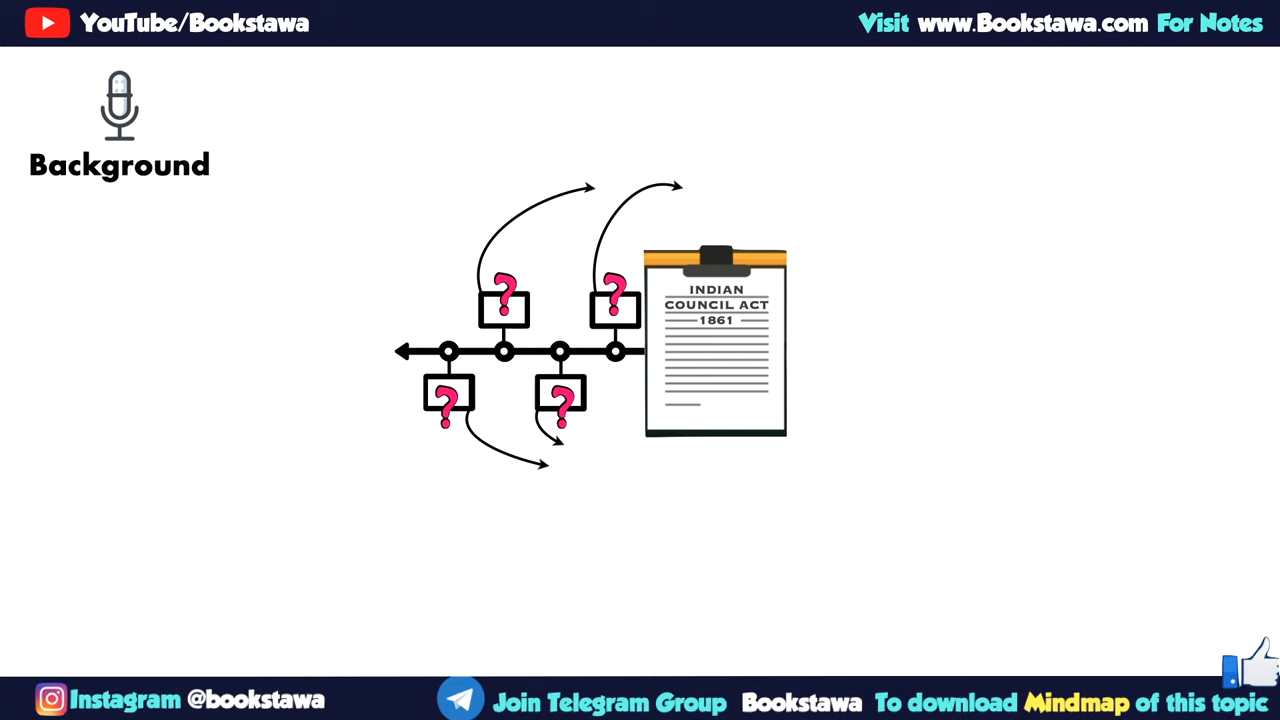 YouTube/Bookstawa
Visit www.Bookstawa.com For Notes
Background
? ?
INDIAN
COUNCIL ACT
1861
? ?
Instagram @bookstawa
Join Telegram Group Bookstawa To download Mindmap of this topic